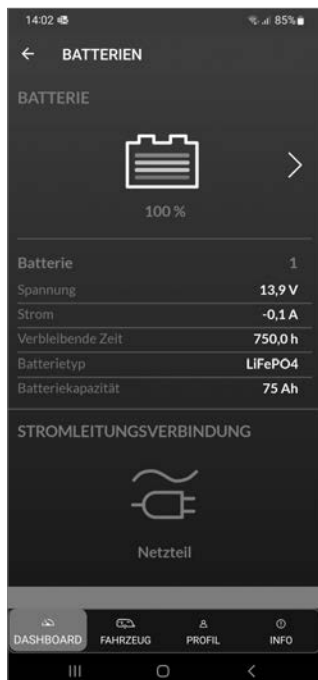 14:02 85%
BATTERIEN
BATTERIE
100 %
Batterie 1
Spannung 13,9 V
Strom -0,1 A
Verbleibende Zeit 750,0 h
Batterietyp LiFePO4
Batteriekapazität 75 Ah
STROMLEITUNGSVERBINDUNG
Netzteil
DASHBOARD FAHRZEUG PROFIL INFO